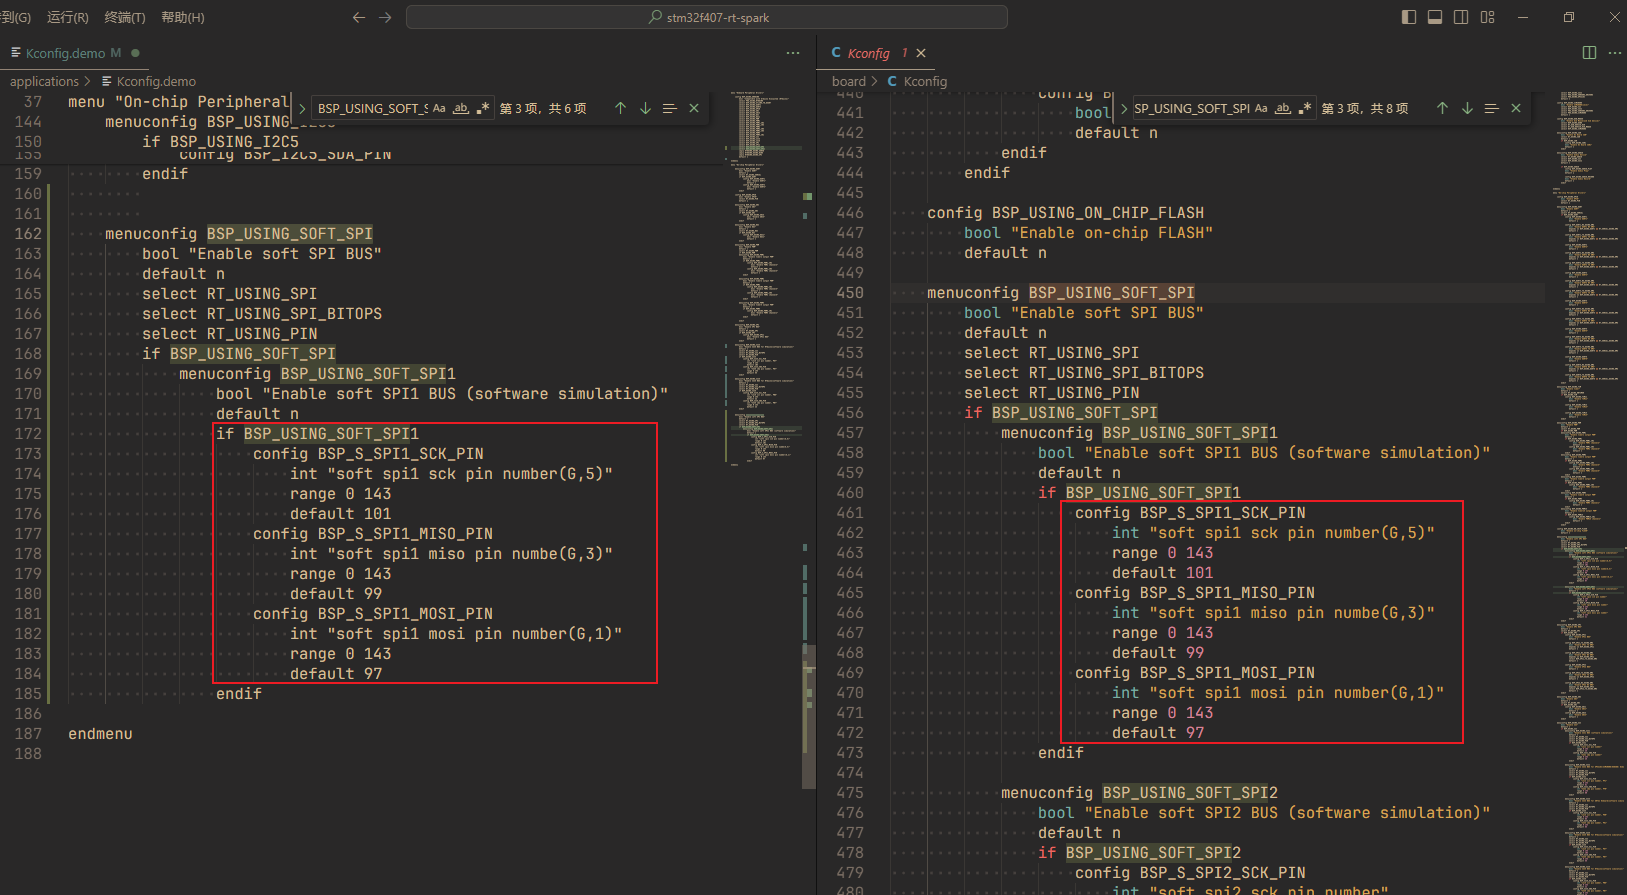 到(G) 运行(R) 终端(T) 帮助(H)
stm32f407-rt-spark
Kconfig.demo M
applications > Kconfig.demo
BSP_USING_SOFT_S Aa ab 第 3 项，共 6 项
37 menu "On-chip Peripheral
144 menuconfig BSP_USING_I2C5
150 if BSP_USING_I2C5
155 config BSP_I2C5_SDA_PIN
159 endif
160
161
162 menuconfig BSP_USING_SOFT_SPI
163 bool "Enable soft SPI BUS"
164 default n
165 select RT_USING_SPI
166 select RT_USING_SPI_BITOPS
167 select RT_USING_PIN
168 if BSP_USING_SOFT_SPI
169 menuconfig BSP_USING_SOFT_SPI1
170 bool "Enable soft SPI1 BUS (software simulation)"
171 default n
172 if BSP_USING_SOFT_SPI1
173 config BSP_S_SPI1_SCK_PIN
174 int "soft spi1 sck pin number(G,5)"
175 range 0 143
176 default 101
177 config BSP_S_SPI1_MISO_PIN
178 int "soft spi1 miso pin numbe(G,3)"
179 range 0 143
180 default 99
181 config BSP_S_SPI1_MOSI_PIN
182 int "soft spi1 mosi pin number(G,1)"
183 range 0 143
184 default 97
185 endif
186
187 endmenu
188
C Kconfig 1
board > C Kconfig
SP_USING_SOFT_SPI Aa ab 第 3 项，共 8 项
440 config B
441 bool
442 default n
443 endif
444 endif
445
446 config BSP_USING_ON_CHIP_FLASH
447 bool "Enable on-chip FLASH"
448 default n
449
450 menuconfig BSP_USING_SOFT_SPI
451 bool "Enable soft SPI BUS"
452 default n
453 select RT_USING_SPI
454 select RT_USING_SPI_BITOPS
455 select RT_USING_PIN
456 if BSP_USING_SOFT_SPI
457 menuconfig BSP_USING_SOFT_SPI1
458 bool "Enable soft SPI1 BUS (software simulation)"
459 default n
460 if BSP_USING_SOFT_SPI1
461 config BSP_S_SPI1_SCK_PIN
462 int "soft spi1 sck pin number(G,5)"
463 range 0 143
464 default 101
465 config BSP_S_SPI1_MISO_PIN
466 int "soft spi1 miso pin numbe(G,3)"
467 range 0 143
468 default 99
469 config BSP_S_SPI1_MOSI_PIN
470 int "soft spi1 mosi pin number(G,1)"
471 range 0 143
472 default 97
473 endif
474
475 menuconfig BSP_USING_SOFT_SPI2
476 bool "Enable soft SPI2 BUS (software simulation)"
477 default n
478 if BSP_USING_SOFT_SPI2
479 config BSP_S_SPI2_SCK_PIN
480 int "soft spi2 sck pin number"